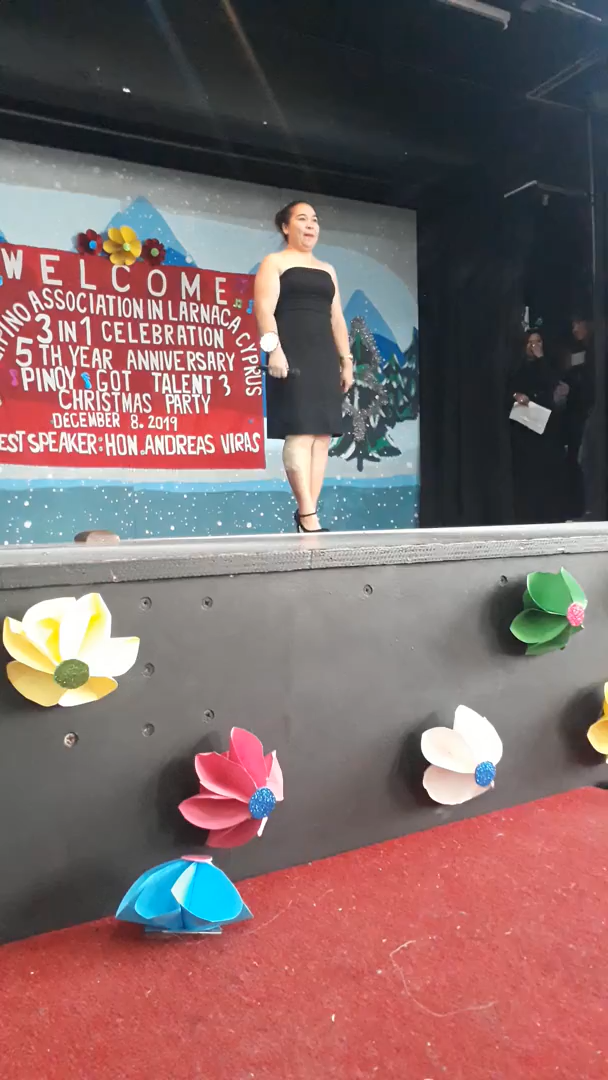 WELCOME
IPINO ASSOCIATION IN LARNACA CYPRUS
3 IN 1 CELEBRATION
5TH YEAR ANNIVERSARY
PINOY GOT TALENT 3
CHRISTMAS PARTY
DECEMBER 8. 2019
EST SPEAKER: HON. ANDREAS VIRAS